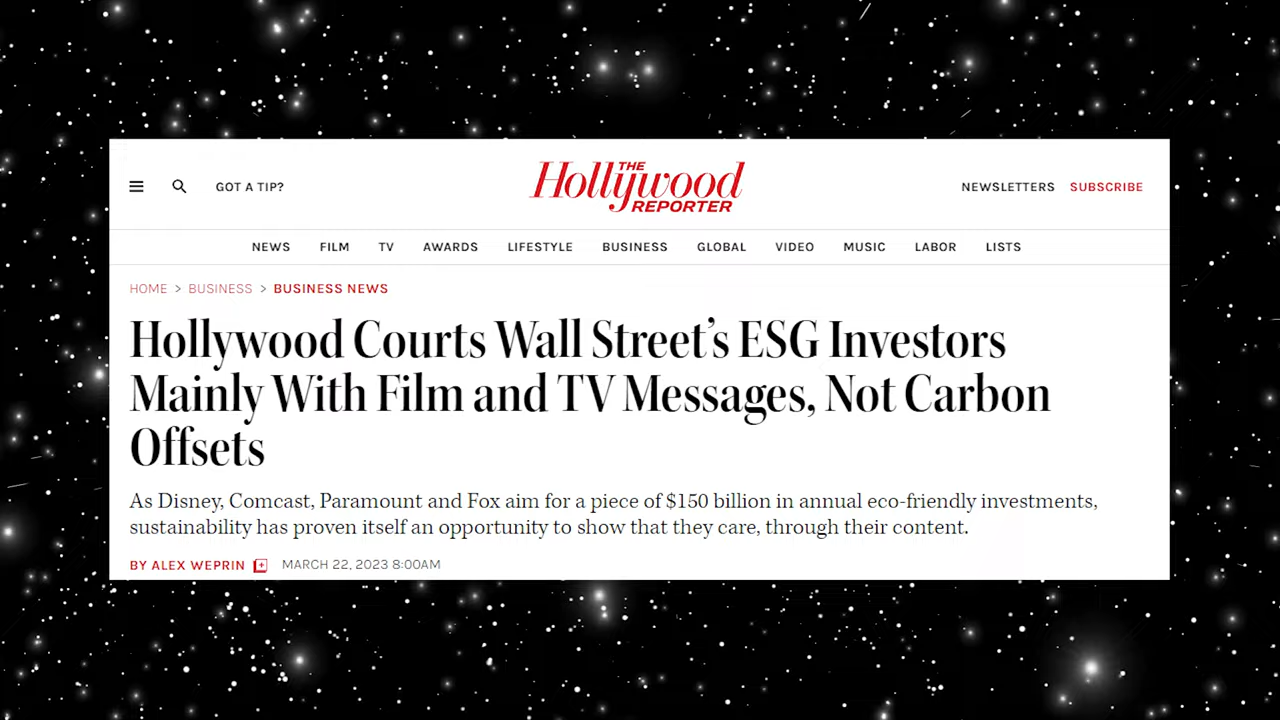 GOT A TIP?
THE
Hollywood
REPORTER
NEWSLETTERS SUBSCRIBE
NEWS FILM TV AWARDS LIFESTYLE BUSINESS GLOBAL VIDEO MUSIC LABOR LISTS
HOME > BUSINESS > BUSINESS NEWS
Hollywood Courts Wall Street’s ESG Investors
Mainly With Film and TV Messages, Not Carbon
Offsets
As Disney, Comcast, Paramount and Fox aim for a piece of $150 billion in annual eco-friendly investments,
sustainability has proven itself an opportunity to show that they care, through their content.
BY ALEX WEPRIN MARCH 22, 2023 8:00AM